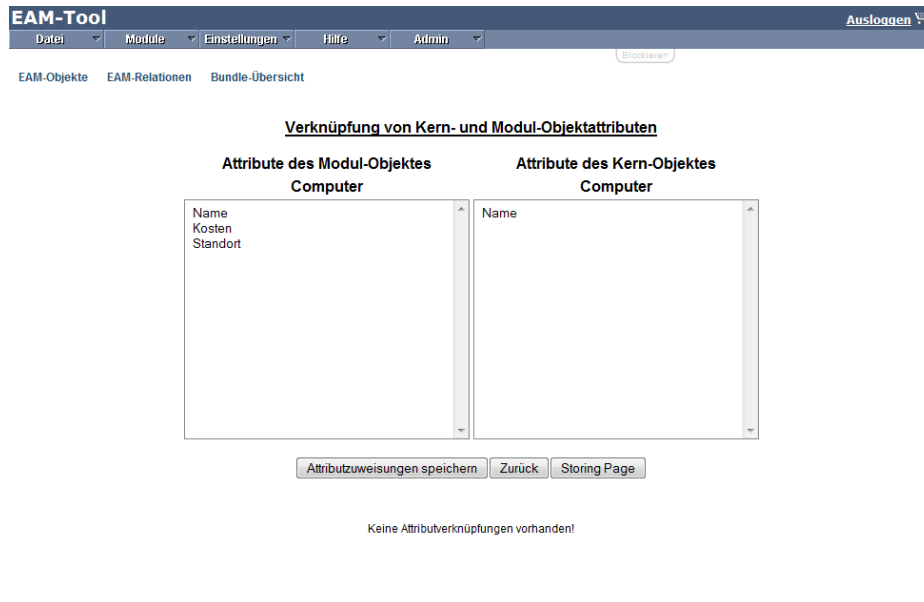 EAM-Tool
Ausloggen
Datei Module Einstellungen Hilfe Admin
Blockieren
EAM-Objekte EAM-Relationen Bundle-Übersicht
Verknüpfung von Kern- und Modul-Objektattributen
Attribute des Modul-Objektes
Computer
Attribute des Kern-Objektes
Computer
Name
Kosten
Standort
Name
Attributzuweisungen speichern Zurück Storing Page
Keine Attributverknüpfungen vorhanden!